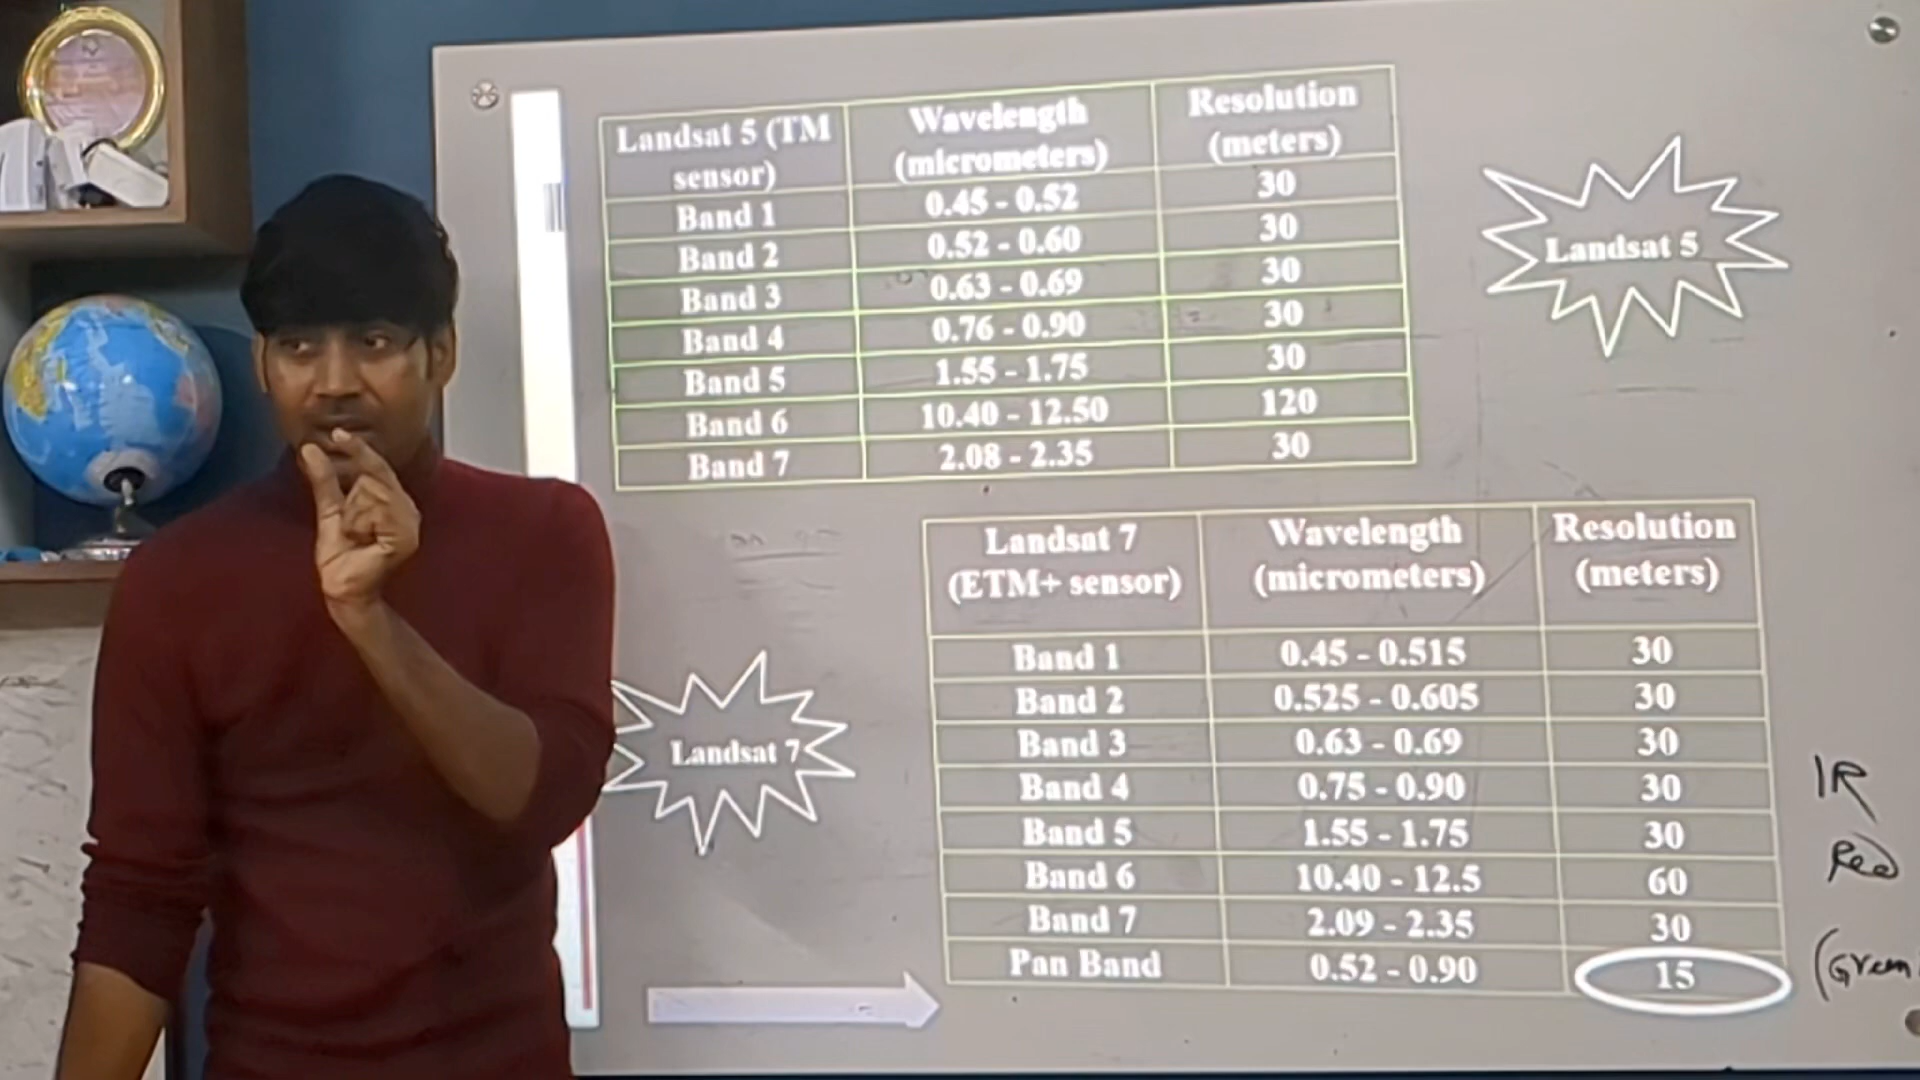 Landsat 5 (TM sensor) Wavelength (micrometers) Resolution (meters)
Band 1 0.45 - 0.52 30
Band 2 0.52 - 0.60 30
Band 3 0.63 - 0.69 30
Band 4 0.76 - 0.90 30
Band 5 1.55 - 1.75 30
Band 6 10.40 - 12.50 120
Band 7 2.08 - 2.35 30
Landsat 5
Landsat 7 (ETM+ sensor) Wavelength (micrometers) Resolution (meters)
Band 1 0.45 - 0.515 30
Band 2 0.525 - 0.605 30
Band 3 0.63 - 0.69 30
Band 4 0.75 - 0.90 30
Band 5 1.55 - 1.75 30
Band 6 10.40 - 12.5 60
Band 7 2.09 - 2.35 30
Pan Band 0.52 - 0.90 15
Landsat 7
IR
Red
(Green